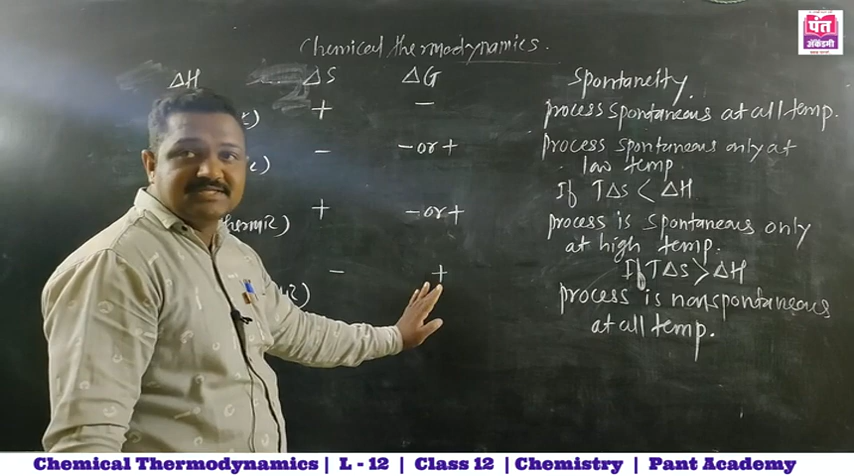 Chemical thermodynamics.
ΔH ΔS ΔG Spontaneity
+ − process spontaneous at all temp.
− − or + process spontaneous only at
low temp
If TΔS < ΔH
thermic) + − or + process is spontaneous only
at high temp.
If TΔS > ΔH
− + process is nonspontaneous
at all temp.
पंत
अकॅडमी
Chemical Thermodynamics | L - 12 | Class 12 | Chemistry | Pant Academy